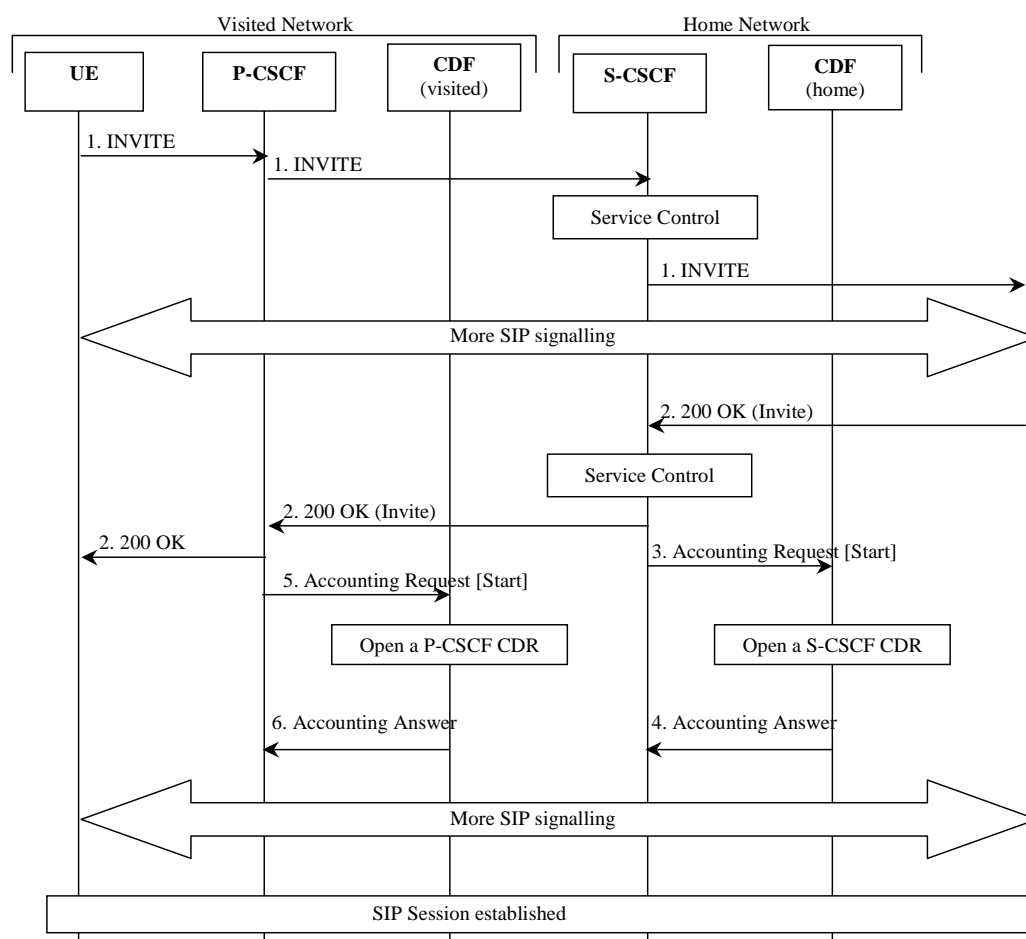 Visited Network
Home Network
UE
P-CSCF
CDF
(visited)
S-CSCF
CDF
(home)
1. INVITE
1. INVITE
Service Control
1. INVITE
More SIP signalling
2. 200 OK (Invite)
Service Control
2. 200 OK (Invite)
2. 200 OK
3. Accounting Request [Start]
5. Accounting Request [Start]
Open a P-CSCF CDR
Open a S-CSCF CDR
6. Accounting Answer
4. Accounting Answer
More SIP signalling
SIP Session established